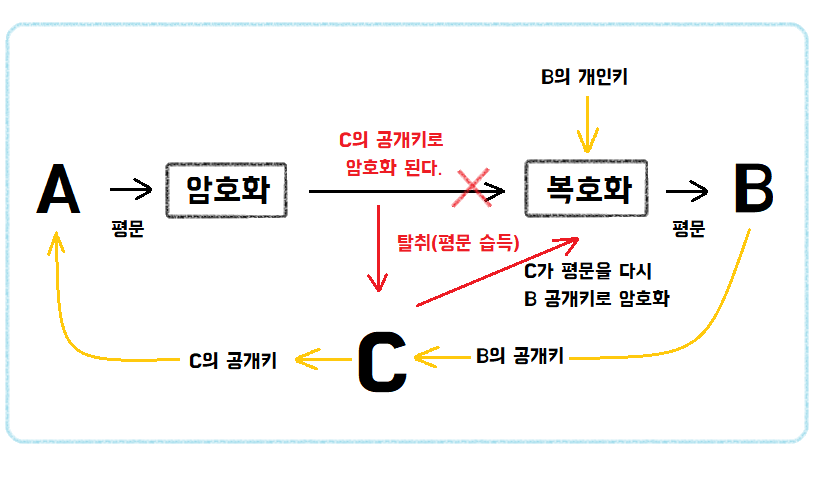 B의 개인키
C의 공개키로
암호화 된다.
A
암호화
복호화
B
평문
평문
탈취(평문 습득)
C가 평문을 다시
B 공개키로 암호화
C의 공개키
C
B의 공개키